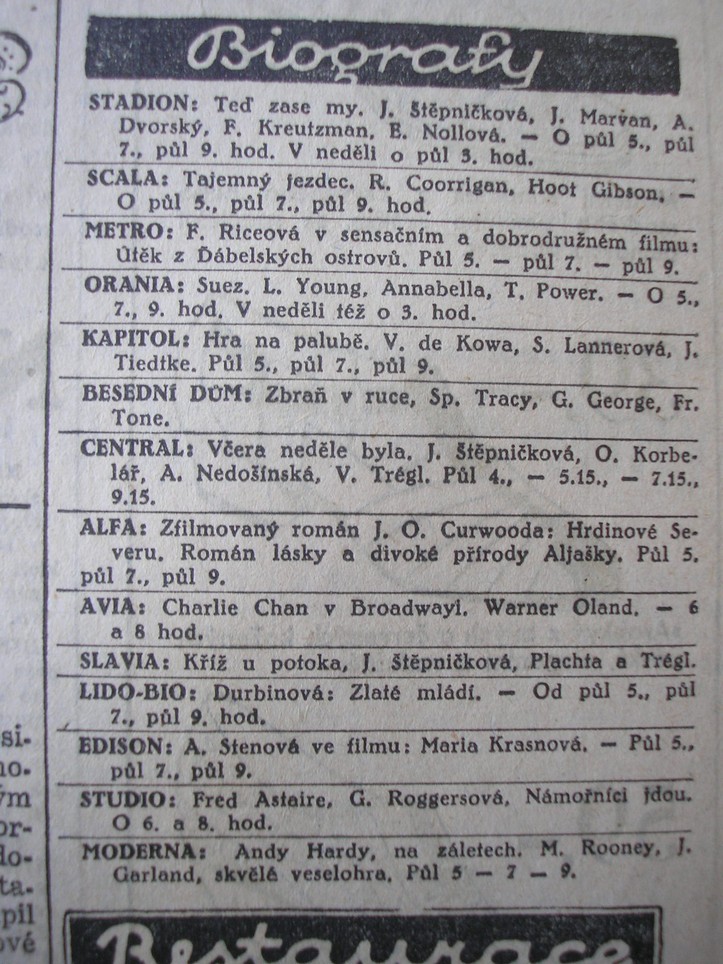 Biografy
STADION: Teď zase my. J. Štěpničková, J. Marvan, A.
Dvorský, F. Kreutzman, E. Nollová. — O půl 5., půl
7., půl 9. hod. V neděli o půl 3. hod.
SCALA: Tajemný jezdec. R. Coorrigan, Hoot Gibson. —
O půl 5., půl 7., půl 9. hod.
METRO: F. Riceová v sensačním a dobrodružném filmu:
Útěk z Ďábelských ostrovů. Půl 5. — půl 7. — půl 9.
ORANIA: Suez. L. Young, Annabella, T. Power. — O 5.,
7., 9. hod. V neděli též o 3. hod.
KAPITOL: Hra na palubě. V. de Kowa, S. Lannerová, J.
Tiedtke. Půl 5., půl 7., půl 9.
BESEDNÍ DŮM: Zbraň v ruce, Sp. Tracy, G. George, Fr.
Tone.
CENTRAL: Včera neděle byla. J. Štěpničková, O. Korbe-
lář, A. Nedošínská, V. Trégl. Půl 4., — 5.15., — 7.15.,
9.15.
ALFA: Zfilmovaný román J. O. Curwooda: Hrdinové Se-
veru. Román lásky a divoké přírody Aljašky. Půl 5.
půl 7., půl 9.
AVIA: Charlie Chan v Broadwayi. Warner Oland. — 6
a 8 hod.
SLAVIA: Kříž u potoka, J. Štěpničková, Plachta a Trégl.
LIDO-BIO: Durbinová: Zlaté mládí. — Od půl 5., půl
7., půl 9. hod.
EDISON: A. Stenová ve filmu: Maria Krasnová. — Půl 5.,
půl 7., půl 9.
STUDIO: Fred Astaire, G. Roggersová, Námořníci jdou.
O 6. a 8. hod.
MODERNA: Andy Hardy, na záletech. M. Rooney, J.
Garland, skvělá veselohra. Půl 5 — 7 — 9.
Restaurace